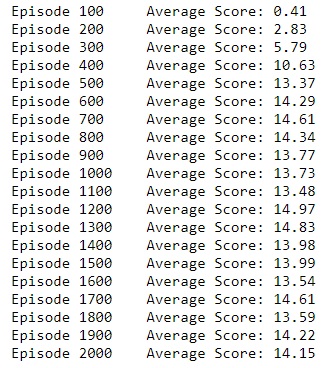 Episode 100 Average Score: 0.41
Episode 200 Average Score: 2.83
Episode 300 Average Score: 5.79
Episode 400 Average Score: 10.63
Episode 500 Average Score: 13.37
Episode 600 Average Score: 14.29
Episode 700 Average Score: 14.61
Episode 800 Average Score: 14.34
Episode 900 Average Score: 13.77
Episode 1000 Average Score: 13.73
Episode 1100 Average Score: 13.48
Episode 1200 Average Score: 14.97
Episode 1300 Average Score: 14.83
Episode 1400 Average Score: 13.98
Episode 1500 Average Score: 13.99
Episode 1600 Average Score: 13.54
Episode 1700 Average Score: 14.61
Episode 1800 Average Score: 13.59
Episode 1900 Average Score: 14.22
Episode 2000 Average Score: 14.15